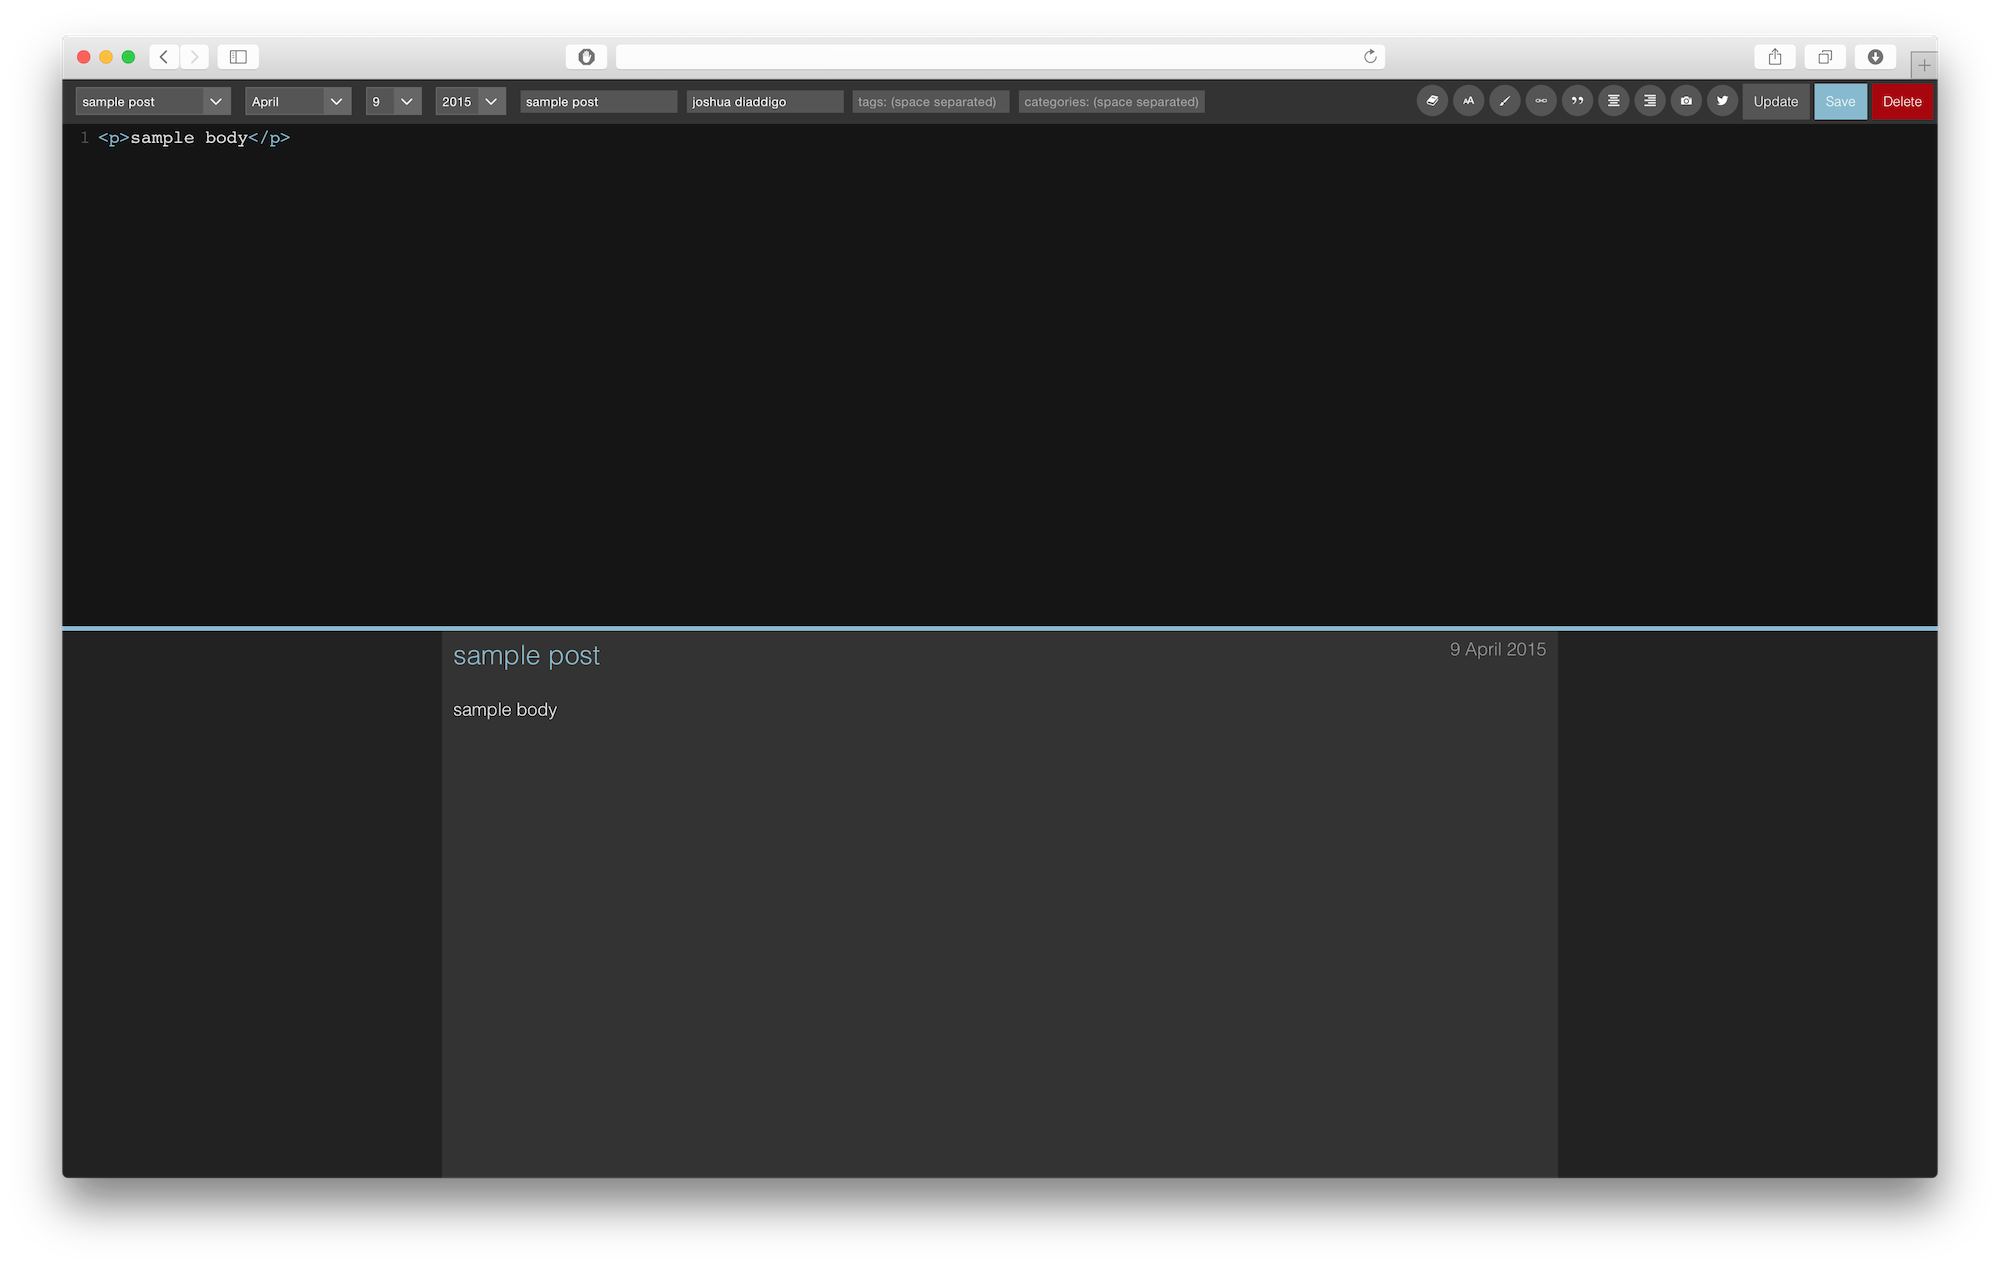 sample post April 9 2015 sample post joshua diaddigo tags: (space separated) categories: (space separated) Update Save Delete
1 <p>sample body</p>
sample post 9 April 2015
sample body